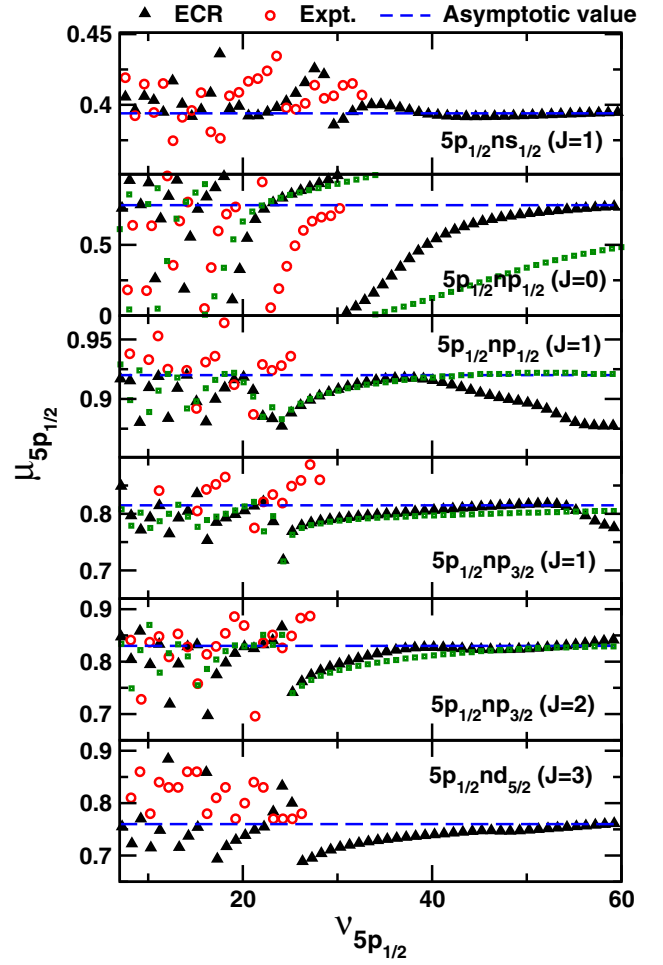 ECR Expt. Asymptotic value
0.45
0.4
5p1/2ns1/2 (J=1)
0.5
5p1/2np1/2 (J=0)
0
0.95
5p1/2np1/2 (J=1)
0.9
μ5p1/2
0.8
5p1/2np3/2 (J=1)
0.7
0.9
0.8
5p1/2np3/2 (J=2)
0.7
0.9
5p1/2nd5/2 (J=3)
0.8
0.7
20 40 60
ν5p1/2